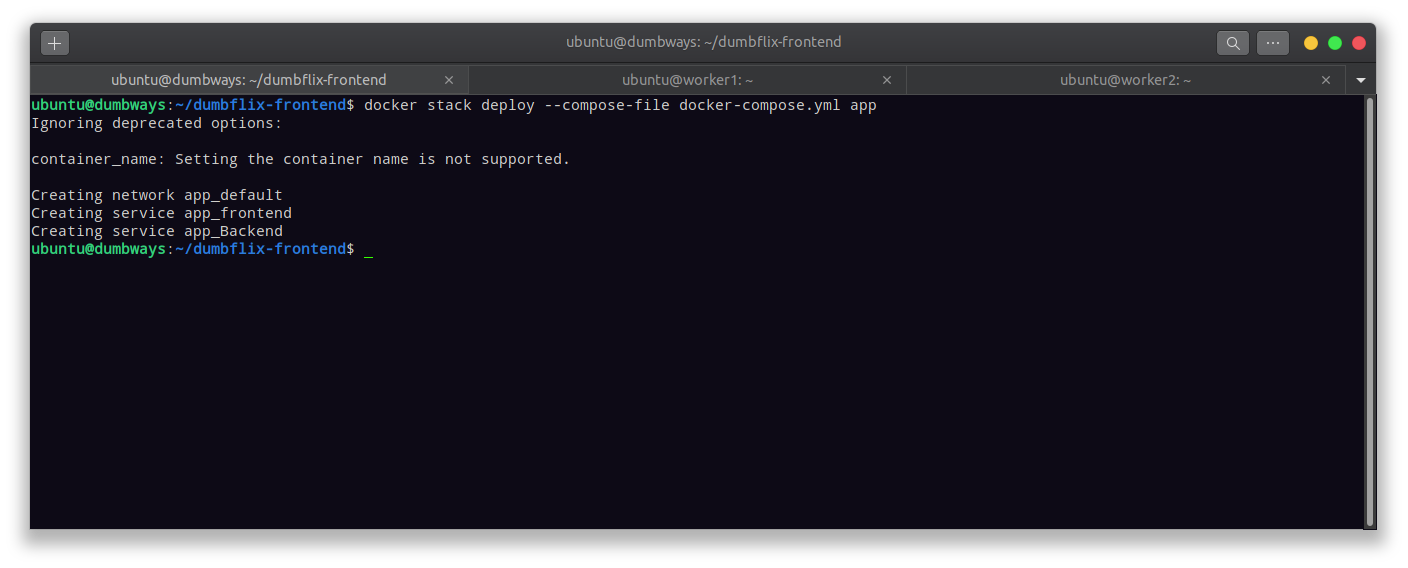 ubuntu@dumbways: ~/dumbflix-frontend
ubuntu@dumbways: ~/dumbflix-frontend
ubuntu@worker1: ~
ubuntu@worker2: ~
ubuntu@dumbways:~/dumbflix-frontend$ docker stack deploy --compose-file docker-compose.yml app
Ignoring deprecated options:
container_name: Setting the container name is not supported.
Creating network app_default
Creating service app_frontend
Creating service app_Backend
ubuntu@dumbways:~/dumbflix-frontend$ _